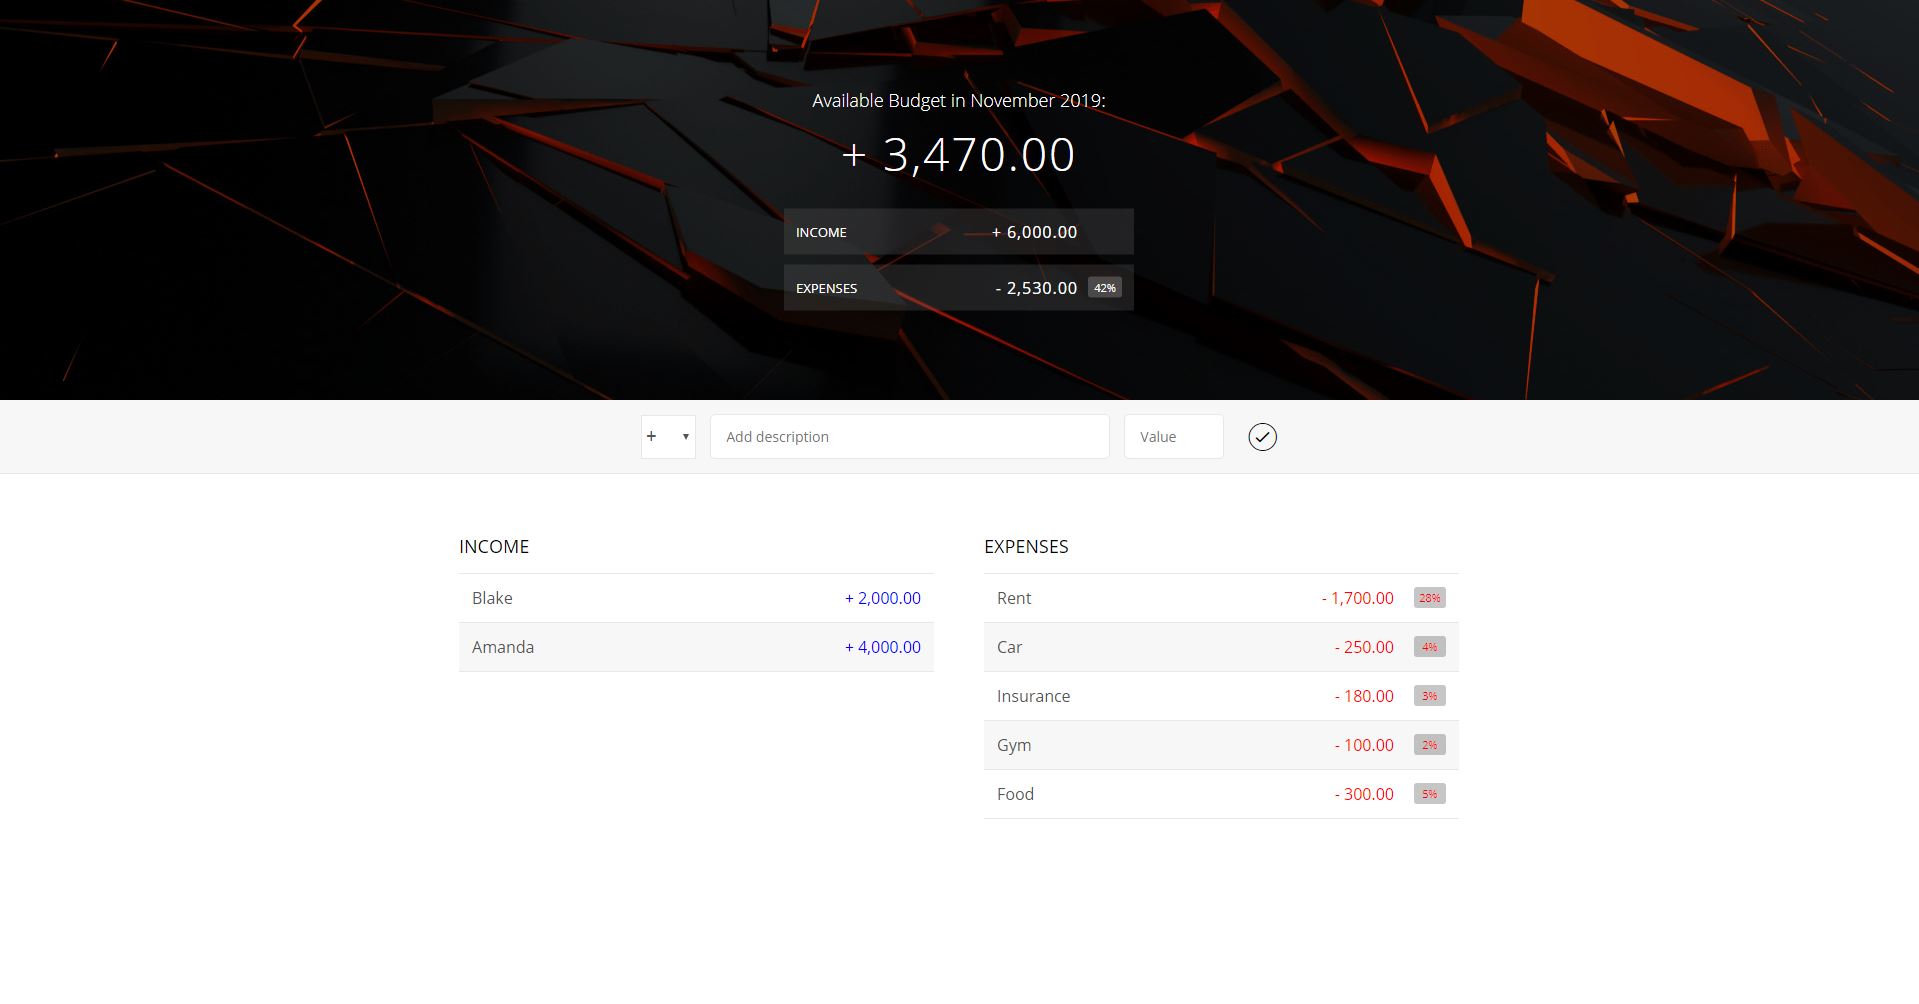 Available Budget in November 2019:
+ 3,470.00
INCOME + 6,000.00
EXPENSES - 2,530.00 42%
+ Add description Value
INCOME
Blake + 2,000.00
Amanda + 4,000.00
EXPENSES
Rent - 1,700.00 28%
Car - 250.00 4%
Insurance - 180.00 3%
Gym - 100.00 2%
Food - 300.00 5%